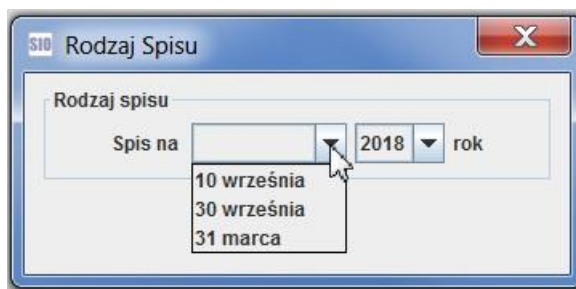 SIO Rodzaj Spisu
Rodzaj spisu
Spis na 2018 rok
10 września
30 września
31 marca